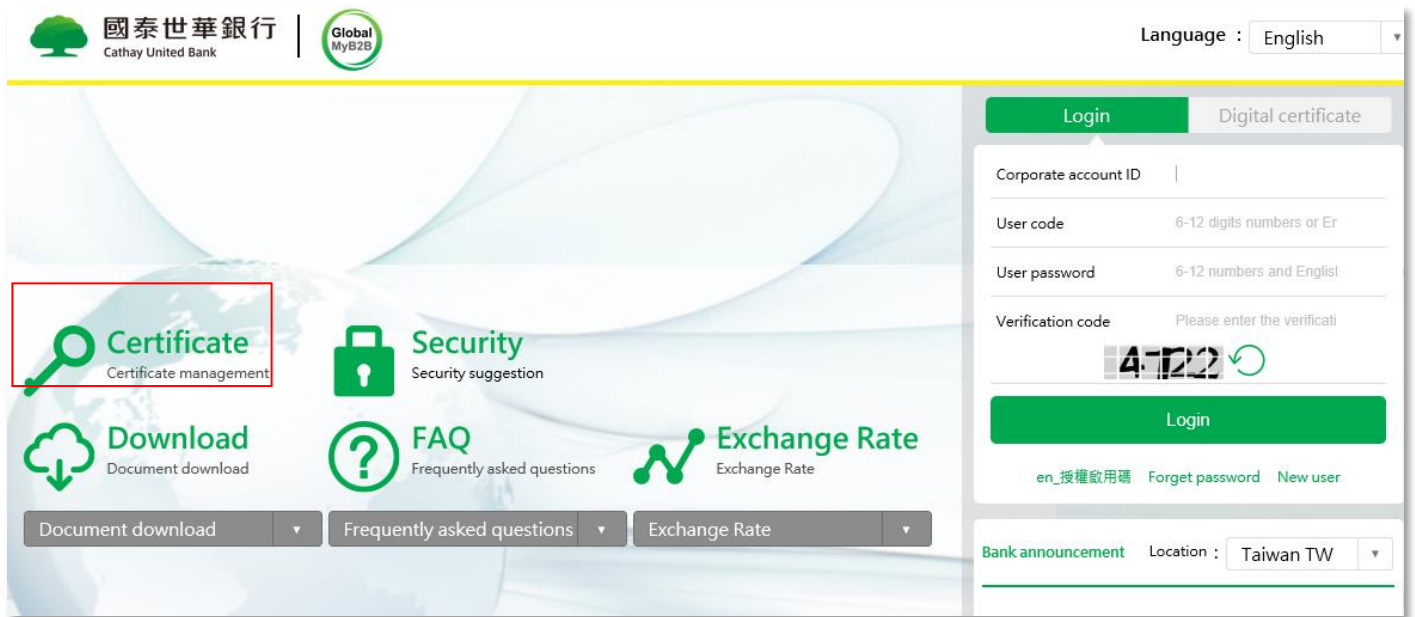 國泰世華銀行
Cathay United Bank
Global
MyB2B
Language : English
Login
Digital certificate
Corporate account ID
User code 6-12 digits numbers or Er
User password 6-12 numbers and Englisl
Verification code Please enter the verificati
Login
en_授權啟用碼 Forget password New user
Certificate
Certificate management
Security
Security suggestion
Download
Document download
FAQ
Frequently asked questions
Exchange Rate
Exchange Rate
Document download
Frequently asked questions
Exchange Rate
Bank announcement Location : Taiwan TW